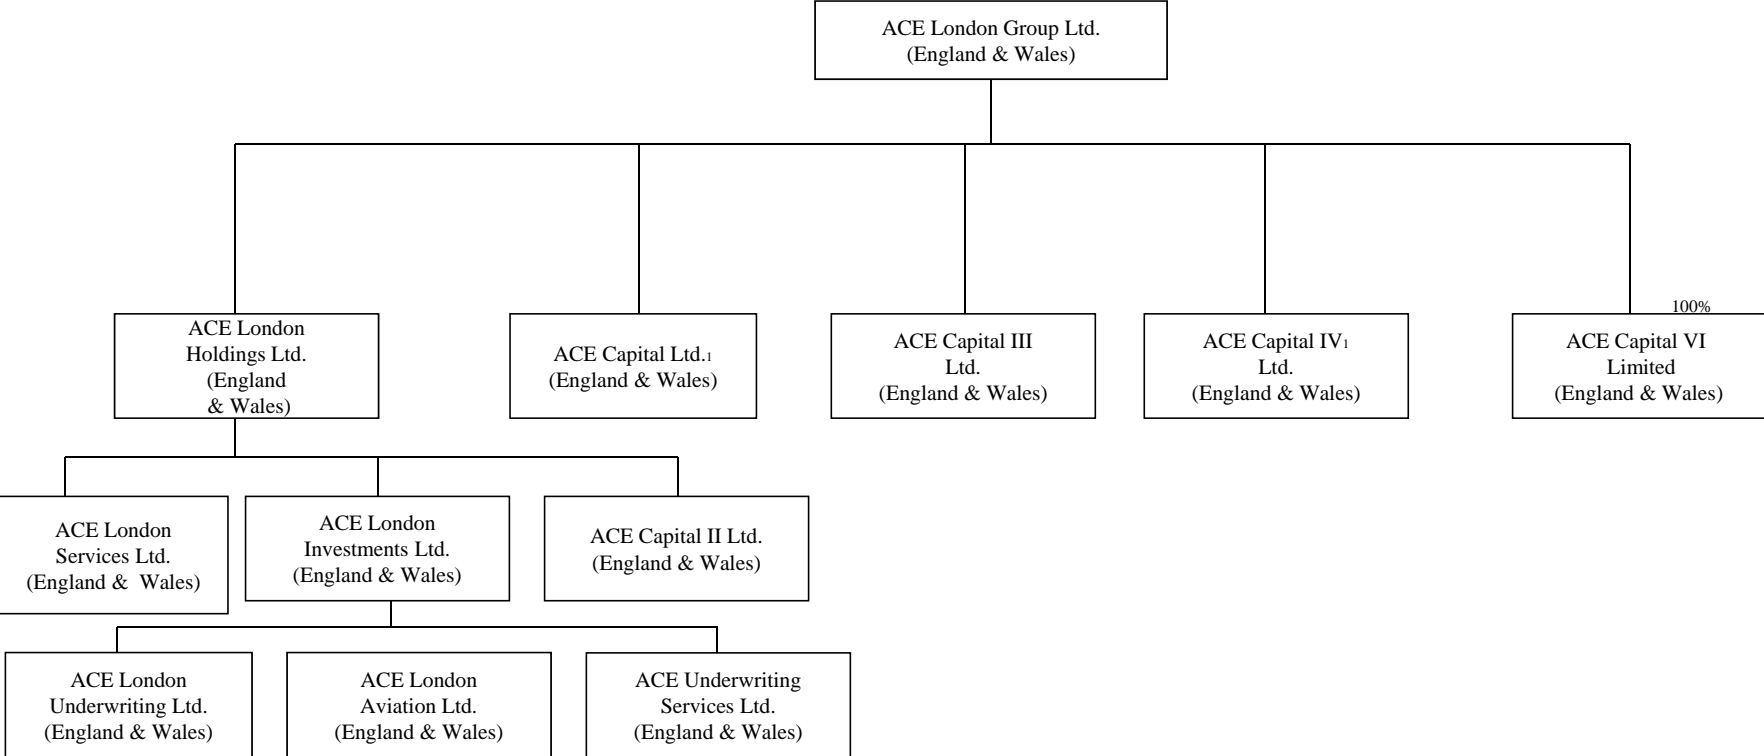 ACE London Group Ltd.
(England & Wales)
100%
ACE London
Holdings Ltd.
(England
& Wales)
ACE Capital Ltd.1
(England & Wales)
ACE Capital III
Ltd.
(England & Wales)
ACE Capital IV1
Ltd.
(England & Wales)
ACE Capital VI
Limited
(England & Wales)
ACE London
Services Ltd.
(England &  Wales)
ACE London
Investments Ltd.
(England & Wales)
ACE Capital II Ltd.
(England & Wales)
ACE London
Underwriting Ltd.
(England & Wales)
ACE London
Aviation Ltd.
(England & Wales)
ACE Underwriting
Services Ltd.
(England & Wales)